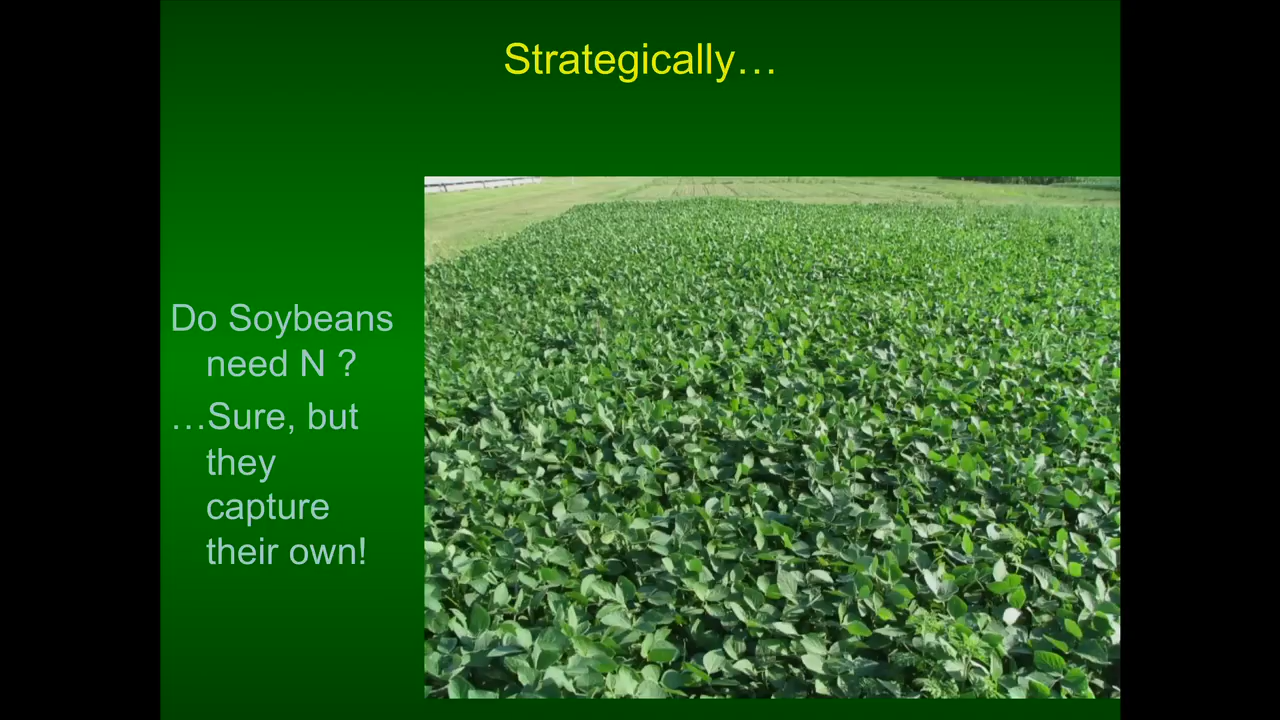 Strategically…
Do Soybeans
need N ?
…Sure, but
they
capture
their own!